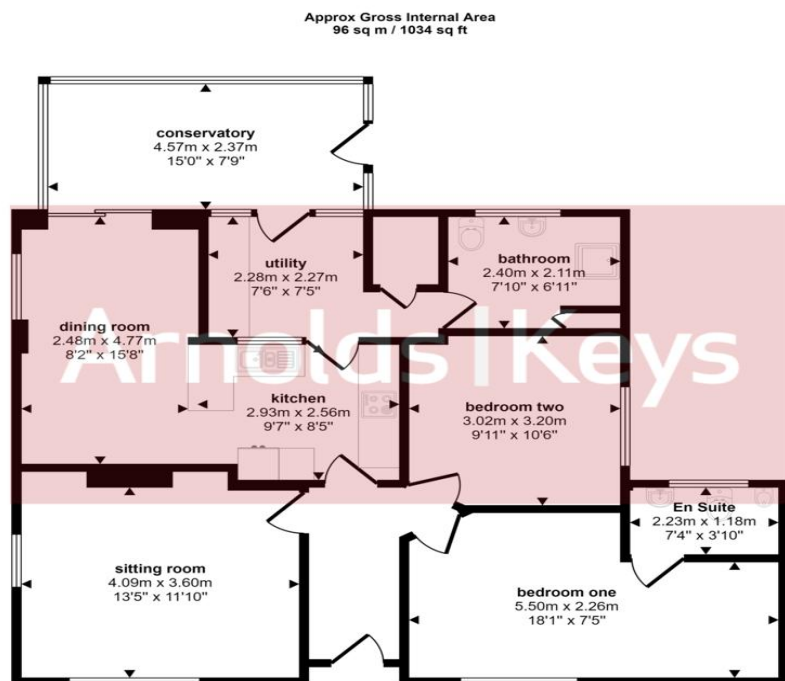 Approx Gross Internal Area
96 sq m / 1034 sq ft
conservatory
4.57m x 2.37m
15'0" x 7'9"
utility
2.28m x 2.27m
7'6" x 7'5"
bathroom
2.40m x 2.11m
7'10" x 6'11"
dining room
2.48m x 4.77m
8'2" x 15'8"
Arnolds|Keys
kitchen
2.93m x 2.56m
9'7" x 8'5"
bedroom two
3.02m x 3.20m
9'11" x 10'6"
En Suite
2.23m x 1.18m
7'4" x 3'10"
sitting room
4.09m x 3.60m
13'5" x 11'10"
bedroom one
5.50m x 2.26m
18'1" x 7'5"